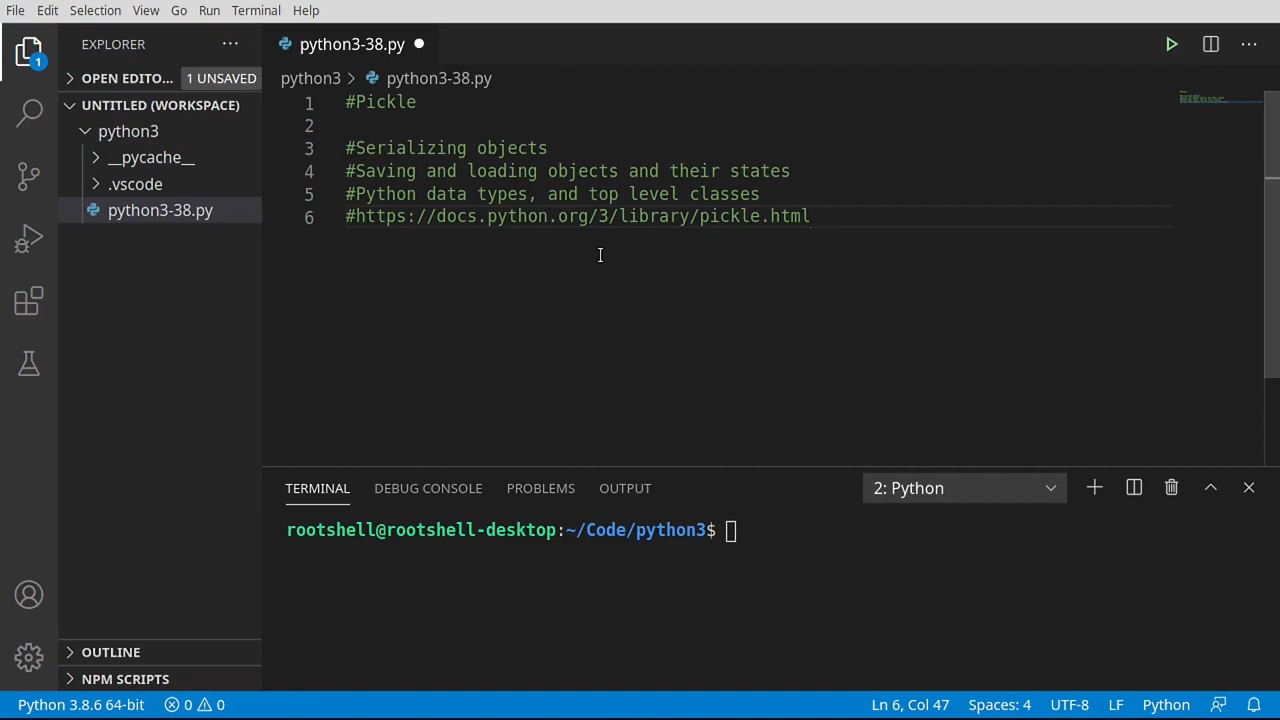 File Edit Selection View Go Run Terminal Help
EXPLORER
python3-38.py
OPEN EDITO... 1 UNSAVED
python3 > python3-38.py
UNTITLED (WORKSPACE)
python3
__pycache__
.vscode
python3-38.py
1 #Pickle
2
3 #Serializing objects
4 #Saving and loading objects and their states
5 #Python data types, and top level classes
6 #https://docs.python.org/3/library/pickle.html
1
TERMINAL DEBUG CONSOLE PROBLEMS OUTPUT 2: Python
rootshell@rootshell-desktop:~/Code/python3$
OUTLINE
NPM SCRIPTS
Python 3.8.6 64-bit 0 0 Ln 6, Col 47 Spaces: 4 UTF-8 LF Python